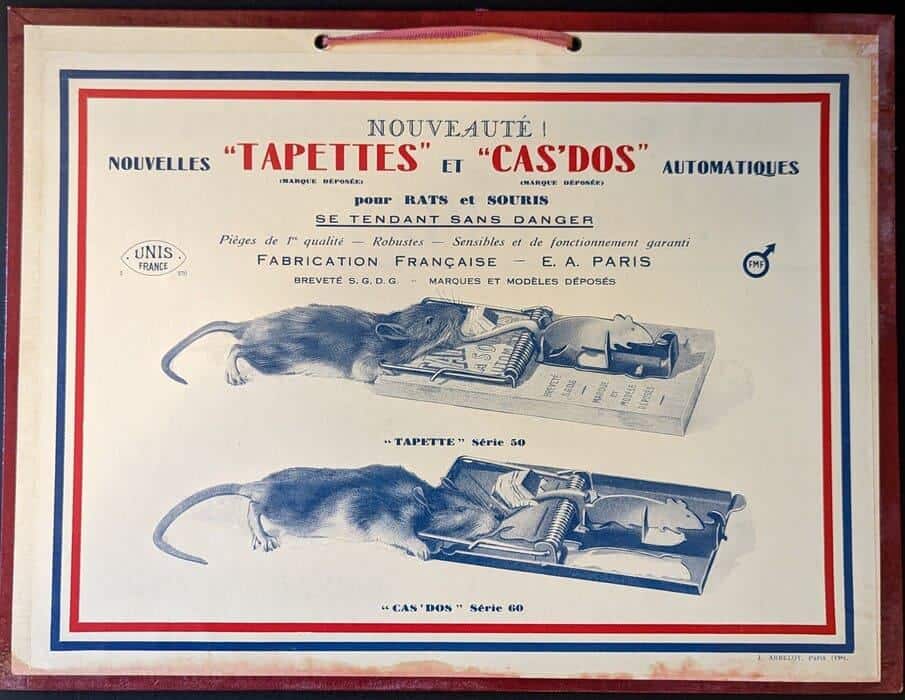 NOUVEAUTÉ !
NOUVELLES "TAPETTES" ET "CAS'DOS" AUTOMATIQUES
(MARQUE DÉPOSÉE) (MARQUE DÉPOSÉE)
pour RATS et SOURIS
SE TENDANT SANS DANGER
Pièges de 1re qualité — Robustes — Sensibles et de fonctionnement garanti
UNIS
FRANCE
FABRICATION FRANÇAISE — E. A. PARIS
FMF
BREVETÉ S. G. D. G. - MARQUES ET MODÈLES DÉPOSÉS
BREVETÉ
S.G.D.G.
MARQUE
ET
MODÈLE
DÉPOSÉS
"TAPETTE" Série 50
"CAS'DOS" Série 60
PARIS